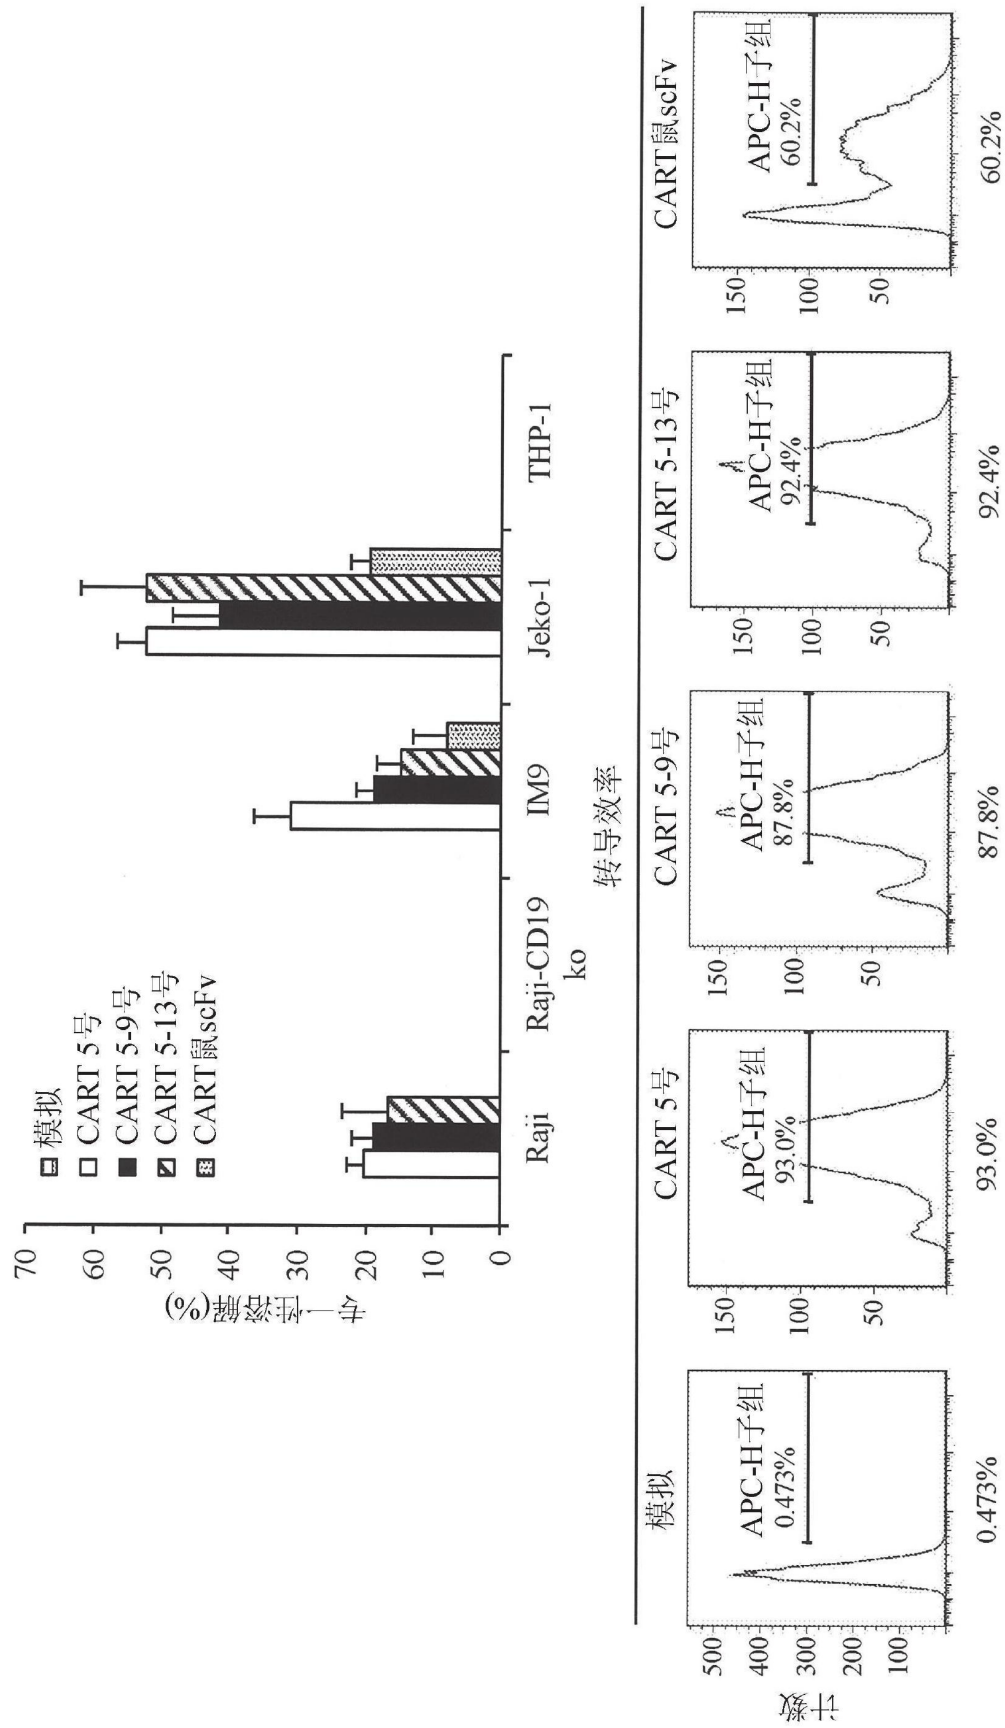 70
60
50
40
30
20
10
0
专一性溶解(%)
模拟
CART 5号
CART 5-9号
CART 5-13号
CART鼠scFv
Raji
Raji-CD19
ko
IM9
Jeko-1
THP-1
转导效率
模拟
CART 5号
CART 5-9号
CART 5-13号
CART鼠scFv
计数
500
400
300
200
100
APC-H子组
0.473%
150
100
50
APC-H子组
93.0%
150
100
50
APC-H子组
87.8%
150
100
50
APC-H子组
92.4%
150
100
50
APC-H子组
60.2%
0.473%
93.0%
87.8%
92.4%
60.2%